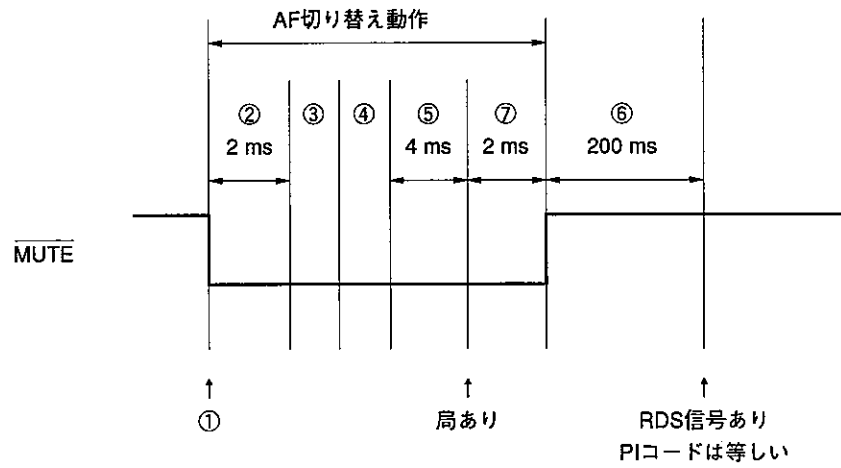 AF切り替え動作
② ③ ④ ⑤ ⑦ ⑥
2 ms 4 ms 2 ms 200 ms
MUTE
① 局あり RDS信号あり
PIコードは等しい